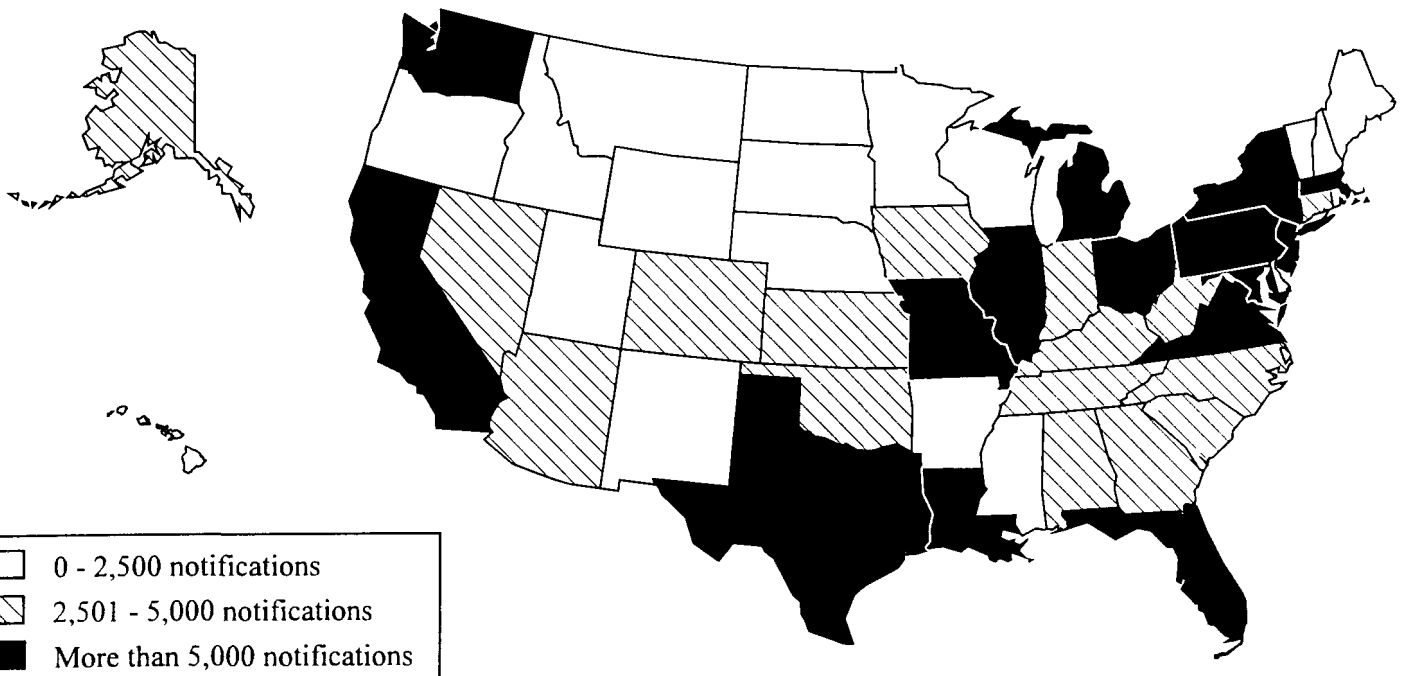 0 - 2,500 notifications
2,501 - 5,000 notifications
More than 5,000 notifications